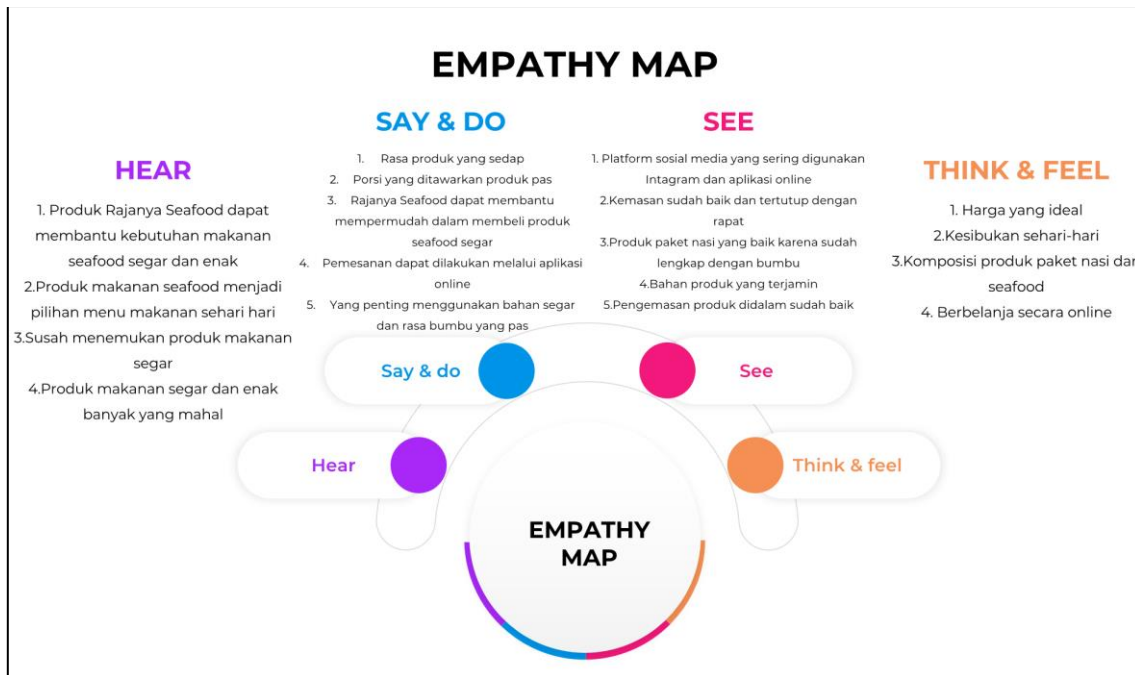 EMPATHY MAP
HEAR
1. Produk Rajanya Seafood dapat
membantu kebutuhan makanan
seafood segar dan enak
2.Produk makanan seafood menjadi
pilihan menu makanan sehari hari
3.Susah menemukan produk makanan
segar
4.Produk makanan segar dan enak
banyak yang mahal
SAY & DO
1. Rasa produk yang sedap
2. Porsi yang ditawarkan produk pas
3. Rajanya Seafood dapat membantu
mempermudah dalam membeli produk
seafood segar
4. Pemesanan dapat dilakukan melalui aplikasi
online
5. Yang penting menggunakan bahan segar
dan rasa bumbu yang pas
SEE
1. Platform sosial media yang sering digunakan
Intagram dan aplikasi online
2.Kemasan sudah baik dan tertutup dengan
rapat
3.Produk paket nasi yang baik karena sudah
lengkap dengan bumbu
4.Bahan produk yang terjamin
5.Pengemasan produk didalam sudah baik
THINK & FEEL
1. Harga yang ideal
2.Kesibukan sehari-hari
3.Komposisi produk paket nasi dan
seafood
4. Berbelanja secara online
Say & do
See
Hear
Think & feel
EMPATHY
MAP